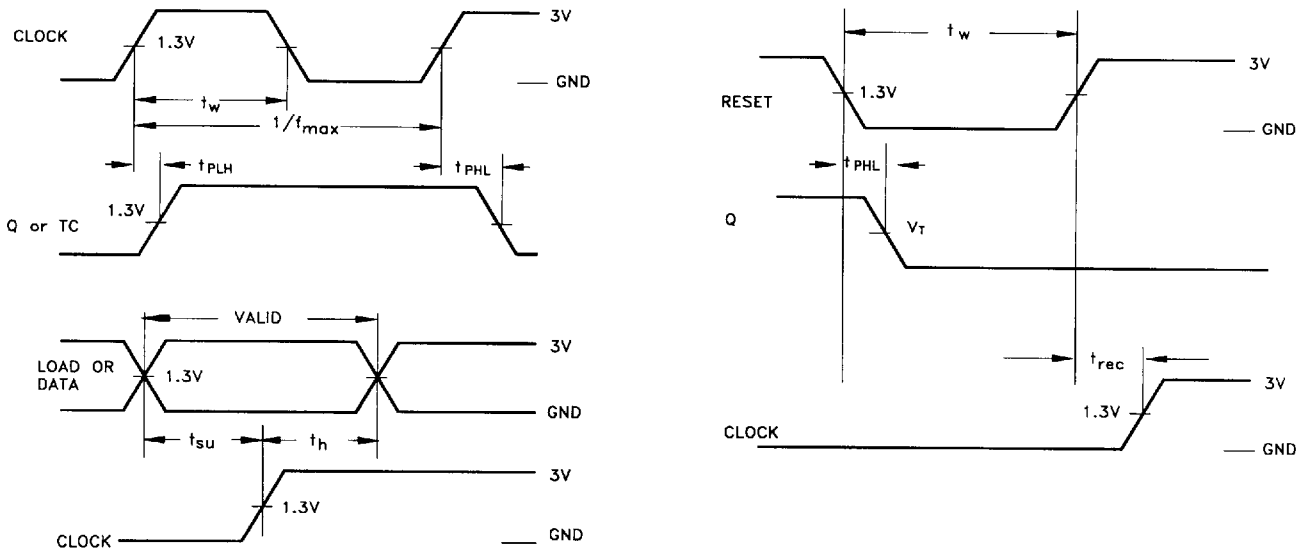 CLOCK
3V
1.3V
GND
t_w
1/f_max
t_PLH
t_PHL
Q or TC
1.3V
VALID
LOAD OR
DATA
3V
1.3V
GND
t_su
t_h
3V
1.3V
CLOCK
GND
t_w
3V
RESET
1.3V
GND
t_PHL
Q
V_T
t_rec
3V
1.3V
CLOCK
GND